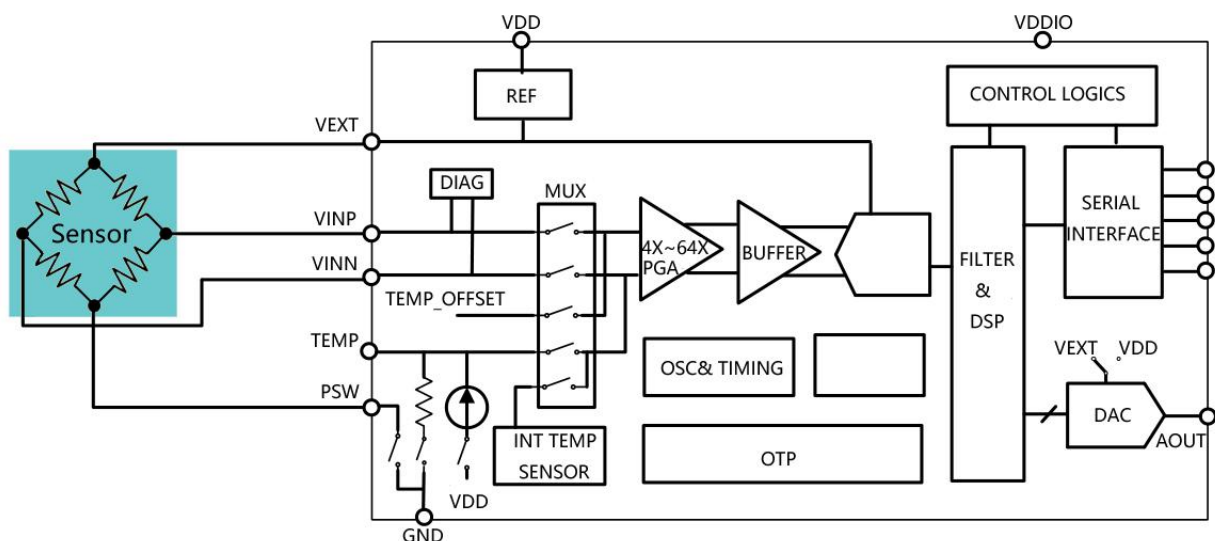 VDD
VDDIO
REF
CONTROL LOGICS
VEXT
DIAG
MUX
VINP
Sensor
4X~64X
PGA
BUFFER
SERIAL
INTERFACE
VINN
FILTER
&
DSP
TEMP_OFFSET
TEMP
OSC& TIMING
VEXT
VDD
PSW
DAC
INT TEMP
SENSOR
OTP
AOUT
VDD
GND